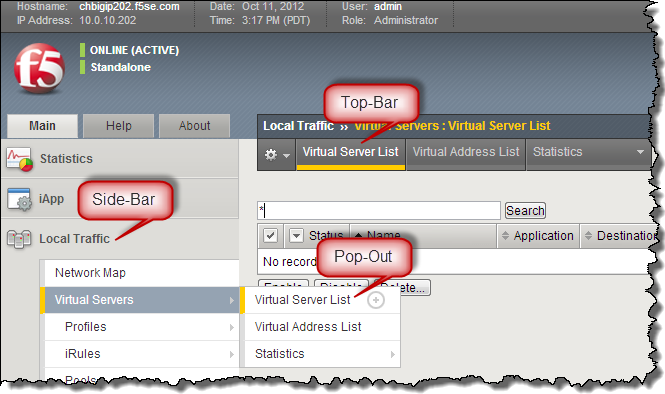 Hostname: chbigip202.f5se.com Date: Oct 11, 2012 User: admin
IP Address: 10.0.10.202 Time: 3:17 PM (PDT) Role: Administrator
f5
ONLINE (ACTIVE)
Standalone
Top-Bar
Main Help About
Local Traffic ›› Virtual Servers : Virtual Server List
Virtual Server List Virtual Address List Statistics
Statistics
iApp
Side-Bar
* Search
Local Traffic
Status Name Application Destination
No record
Pop-Out
Network Map
Enable Disable Delete...
Virtual Servers
Virtual Server List
Profiles
Virtual Address List
iRules
Statistics
Pools